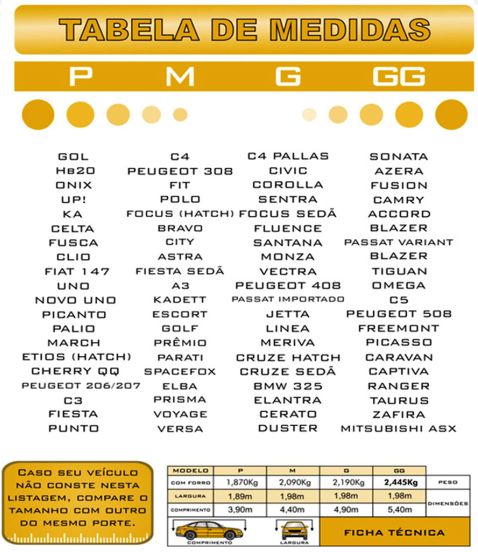 TABELA DE MEDIDAS
P M G GG
GOL C4 C4 PALLAS SONATA
HB20 PEUGEOT 308 CIVIC AZERA
ONIX FIT COROLLA FUSION
UP! POLO SENTRA CAMRY
KA FOCUS (HATCH) FOCUS SEDÃ ACCORD
CELTA BRAVO FLUENCE BLAZER
FUSCA CITY SANTANA PASSAT VARIANT
CLIO ASTRA MONZA BLAZER
FIAT 147 FIESTA SEDÃ VECTRA TIGUAN
UNO A3 PEUGEOT 408 OMEGA
NOVO UNO KADETT PASSAT IMPORTADO C5
PICANTO ESCORT JETTA PEUGEOT 508
PALIO GOLF LINEA FREEMONT
MARCH PRÊMIO MERIVA PICASSO
ETIOS (HATCH) PARATI CRUZE HATCH CARAVAN
CHERRY QQ SPACEFOX CRUZE SEDÃ CAPTIVA
PEUGEOT 206/207 ELBA BMW 325 RANGER
C3 PRISMA ELANTRA TAURUS
FIESTA VOYAGE CERATO ZAFIRA
PUNTO VERSA DUSTER MITSUBISHI ASX
CASO SEU VEÍCULO
NÃO CONSTE NESTA
LISTAGEM, COMPARE O
TAMANHO COM OUTRO
DO MESMO PORTE.
MODELO P M G GG
COM FORRO 1,870Kg 2,090Kg 2,190Kg 2,445Kg PESO
LARGURA 1,89m 1,98m 1,98m 1,98m DIMENSÕES
COMPRIMENTO 3,90m 4,40m 4,90m 5,40m
COMPRIMENTO LARGURA FICHA TÉCNICA